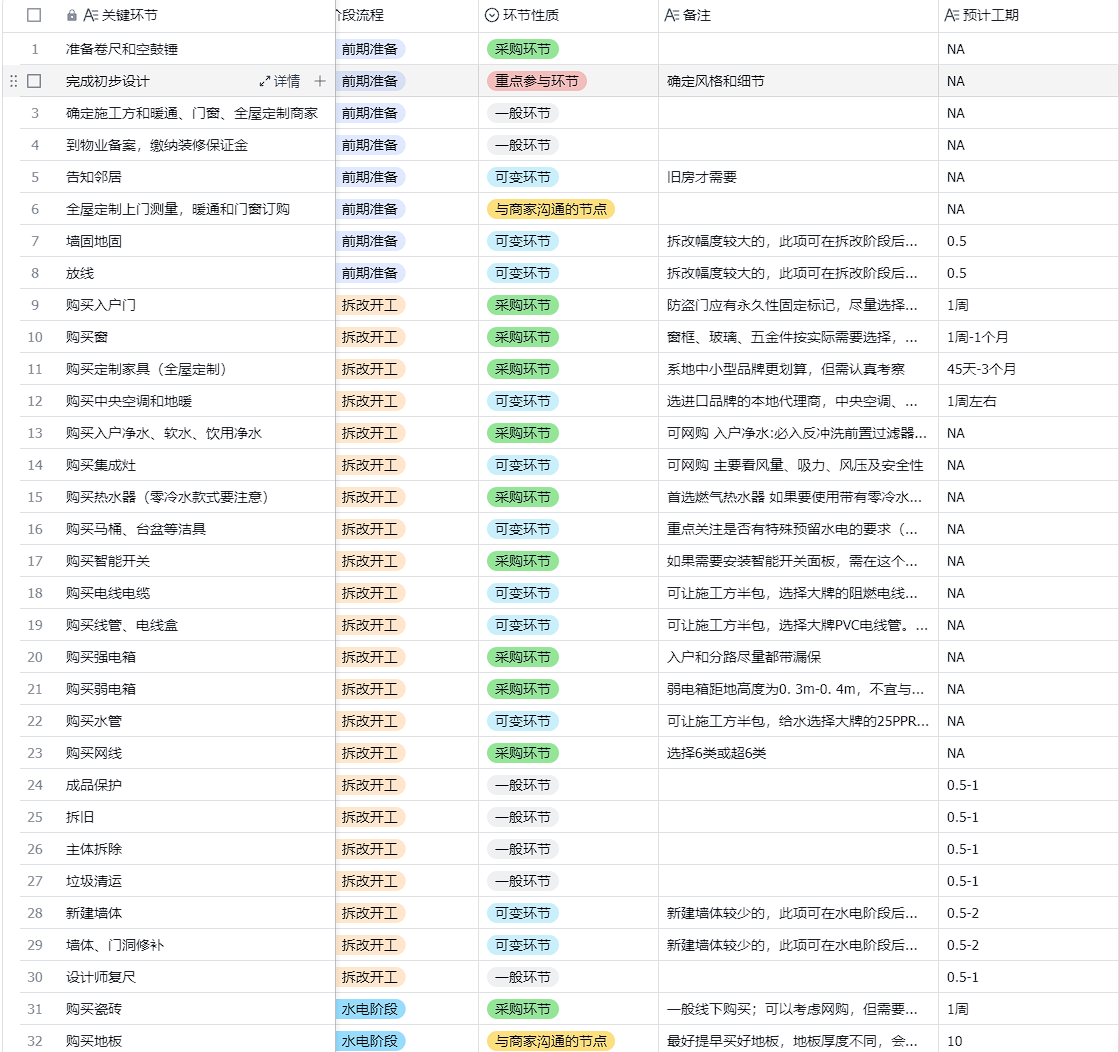 关键环节 阶段流程 环节性质 备注 预计工期
1 准备卷尺和空鼓锤 前期准备 采购环节 NA
完成初步设计 详情 前期准备 重点参与环节 确定风格和细节 NA
3 确定施工方和暖通、门窗、全屋定制商家 前期准备 一般环节 NA
4 到物业备案，缴纳装修保证金 前期准备 一般环节 NA
5 告知邻居 前期准备 可变环节 旧房才需要 NA
6 全屋定制上门测量，暖通和门窗订购 前期准备 与商家沟通的节点 NA
7 墙固地固 前期准备 可变环节 拆改幅度较大的，此项可在拆改阶段后... 0.5
8 放线 前期准备 可变环节 拆改幅度较大的，此项可在拆改阶段后... 0.5
9 购买入户门 拆改开工 采购环节 防盗门应有永久性固定标记，尽量选择... 1周
10 购买窗 拆改开工 采购环节 窗框、玻璃、五金件按实际需要选择，... 1周-1个月
11 购买定制家具（全屋定制） 拆改开工 采购环节 系地中小型品牌更划算，但需认真考察 45天-3个月
12 购买中央空调和地暖 拆改开工 可变环节 选进口品牌的本地代理商，中央空调、... 1周左右
13 购买入户净水、软水、饮用净水 拆改开工 采购环节 可网购 入户净水:必入反冲洗前置过滤器... NA
14 购买集成灶 拆改开工 可变环节 可网购 主要看风量、吸力、风压及安全性 NA
15 购买热水器（零冷水款式要注意） 拆改开工 采购环节 首选燃气热水器 如果要使用带有零冷水... NA
16 购买马桶、台盆等洁具 拆改开工 可变环节 重点关注是否有特殊预留水电的要求（... NA
17 购买智能开关 拆改开工 采购环节 如果需要安装智能开关面板，需在这个... NA
18 购买电线电缆 拆改开工 可变环节 可让施工方半包，选择大牌的阻燃电线... NA
19 购买线管、电线盒 拆改开工 可变环节 可让施工方半包，选择大牌PVC电线管。... NA
20 购买强电箱 拆改开工 采购环节 入户和分路尽量都带漏保 NA
21 购买弱电箱 拆改开工 采购环节 弱电箱距地高度为0. 3m-0. 4m，不宜与... NA
22 购买水管 拆改开工 可变环节 可让施工方半包，给水选择大牌的25PPR... NA
23 购买网线 拆改开工 采购环节 选择6类或超6类 NA
24 成品保护 拆改开工 一般环节 0.5-1
25 拆旧 拆改开工 一般环节 0.5-1
26 主体拆除 拆改开工 一般环节 0.5-1
27 垃圾清运 拆改开工 一般环节 0.5-1
28 新建墙体 拆改开工 可变环节 新建墙体较少的，此项可在水电阶段后... 0.5-2
29 墙体、门洞修补 拆改开工 可变环节 新建墙体较少的，此项可在水电阶段后... 0.5-2
30 设计师复尺 拆改开工 一般环节 0.5-1
31 购买瓷砖 水电阶段 采购环节 一般线下购买；可以考虑网购，但需要... 1周
32 购买地板 水电阶段 与商家沟通的节点 最好提早买好地板，地板厚度不同，会... 10